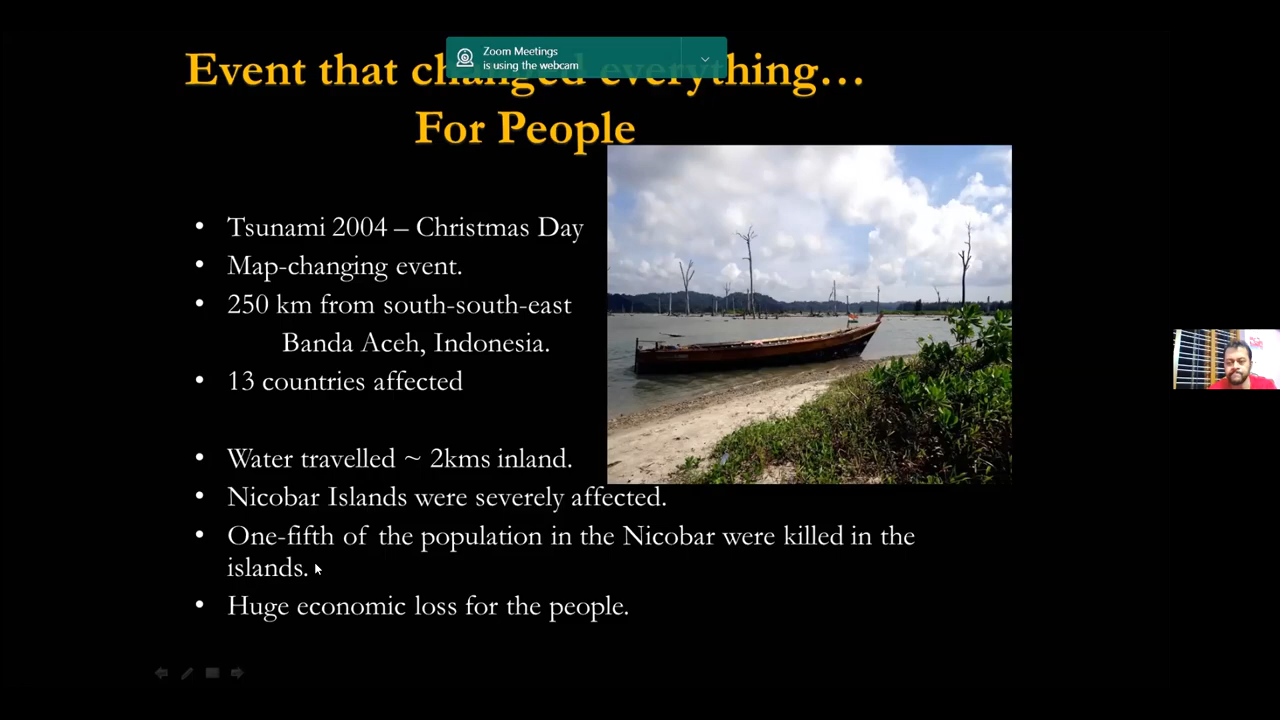 Zoom Meetings
is using the webcam
Event that changed everything…
For People
• Tsunami 2004 – Christmas Day
• Map-changing event.
• 250 km from south-south-east
Banda Aceh, Indonesia.
• 13 countries affected
• Water travelled ~ 2kms inland.
• Nicobar Islands were severely affected.
• One-fifth of the population in the Nicobar were killed in the
islands.
• Huge economic loss for the people.